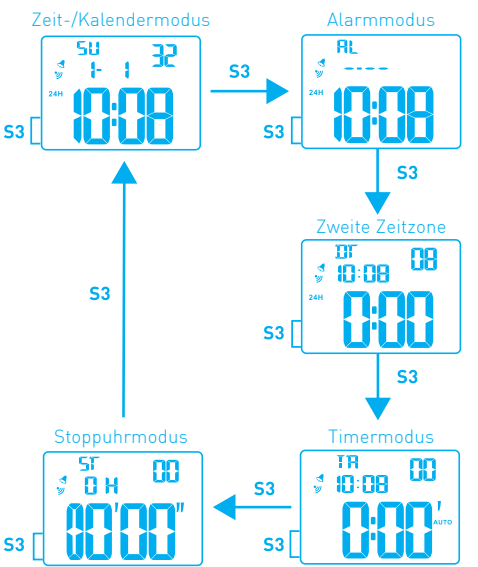 Zeit-/Kalendermodus
SU 32
1- 1
24H
10:08
S3
S3
Alarmmodus
AL
----
24H
10:08
S3
S3
Zweite Zeitzone
DT 08
10:08
24H
0:00
S3
S3
Timermodus
TR 00
10:08
0:00'
AUTO
S3
S3
Stoppuhrmodus
ST 00
0 H
00'00"
S3
S3